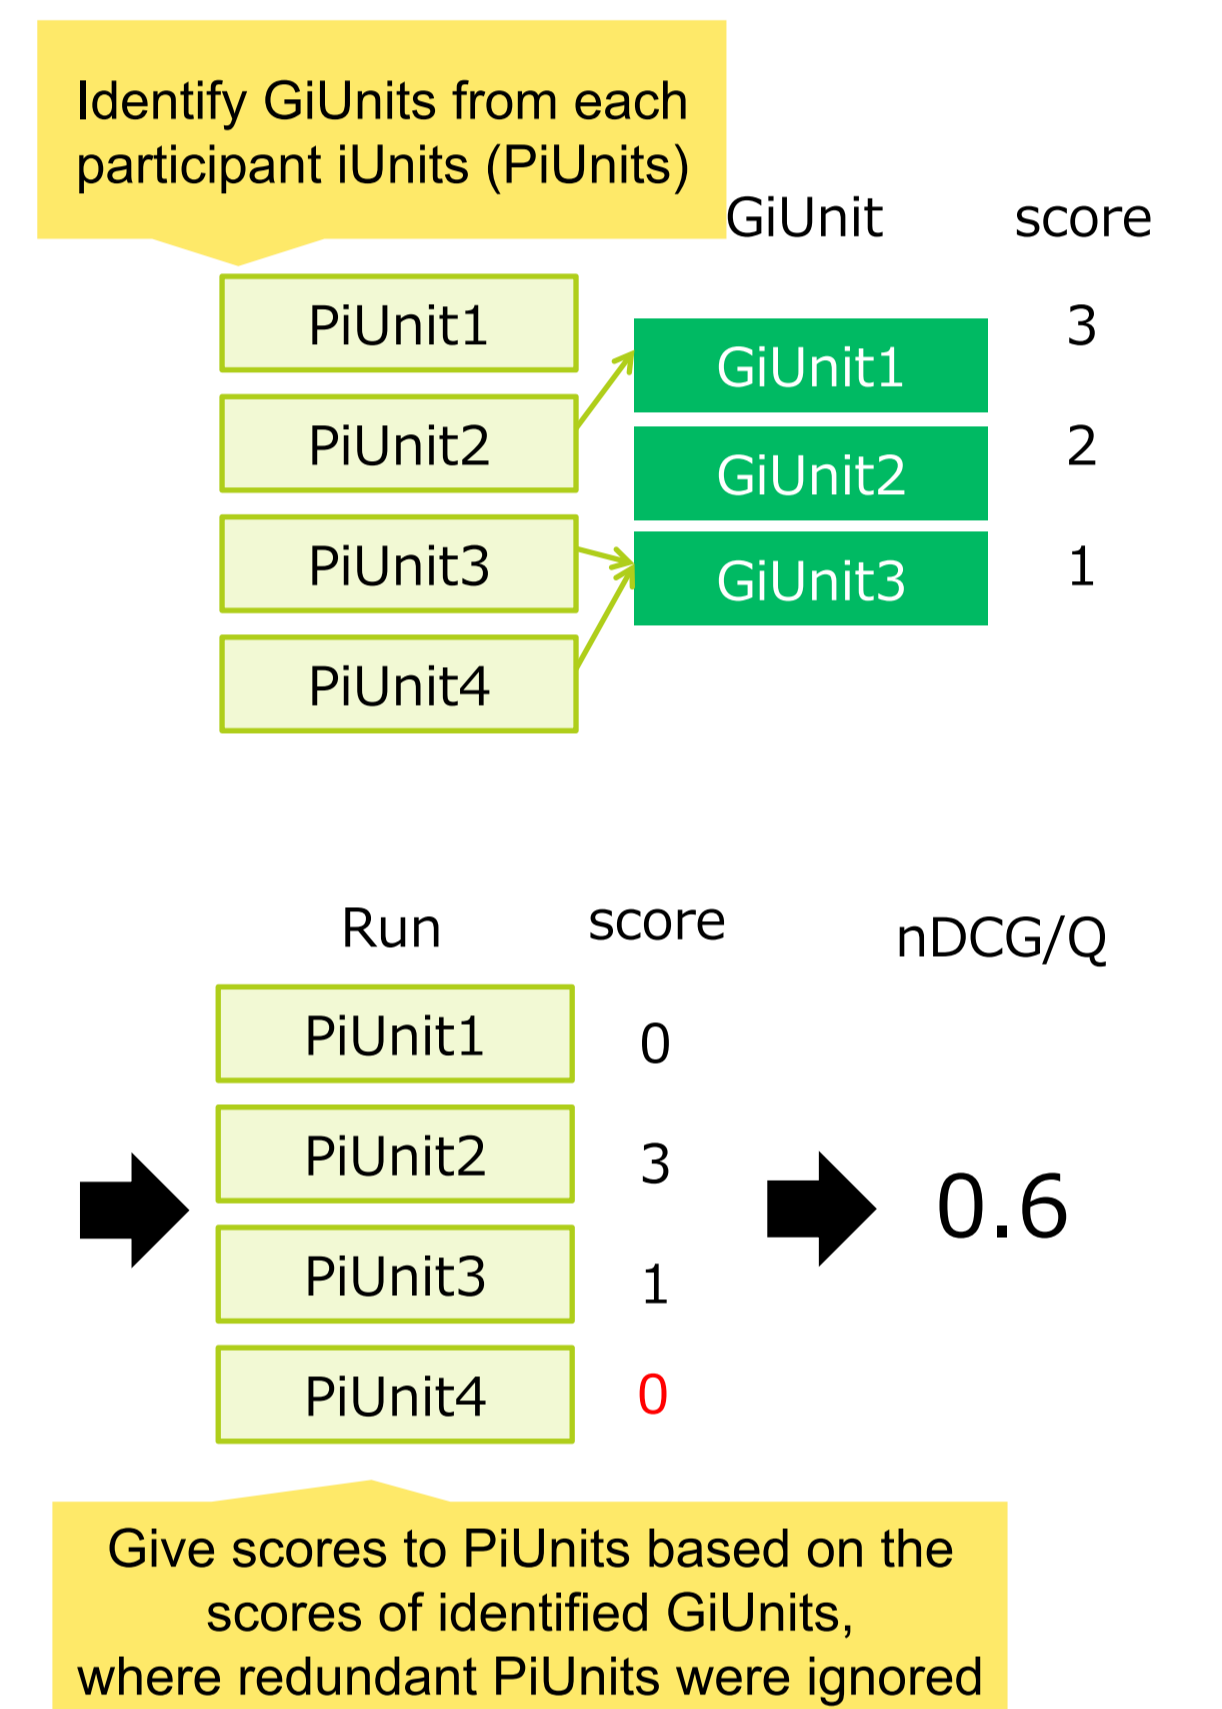 Identify GiUnits from each
participant iUnits (PiUnits)
GiUnit score
PiUnit1 GiUnit1 3
PiUnit2 GiUnit2 2
PiUnit3 GiUnit3 1
PiUnit4
Run score nDCG/Q
PiUnit1 0
PiUnit2 3
0.6
PiUnit3 1
PiUnit4 0
Give scores to PiUnits based on the
scores of identified GiUnits,
where redundant PiUnits were ignored